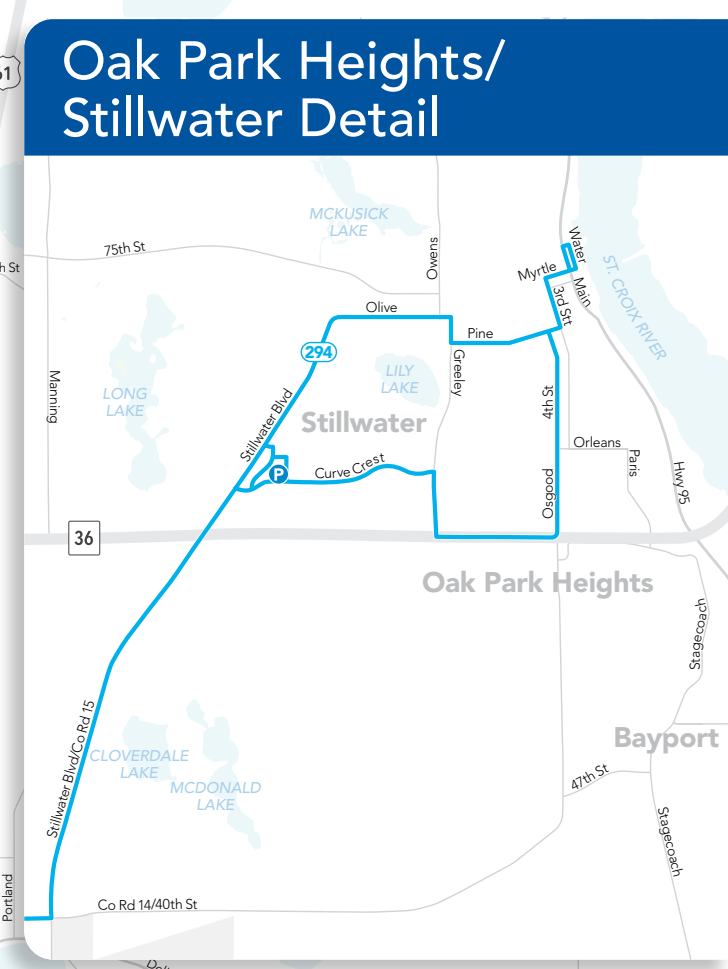 Oak Park Heights/
Stillwater Detail
61
MCKUSICK
LAKE
75th St
h St
Owens
Water
Myrtle
Main
3rd Stt
ST. CROIX RIVER
Olive
Pine
294
Greeley
LILY
LAKE
LONG
LAKE
Manning
Stillwater Blvd
Stillwater
4th St
Orleans
Paris
P
Curve Crest
Osgood
Hwy 95
36
Oak Park Heights
Stagecoach
Bayport
Stillwater Blvd/Co Rd 15
CLOVERDALE
LAKE
MCDONALD
LAKE
47th St
Stagecoach
Portland
Co Rd 14/40th St